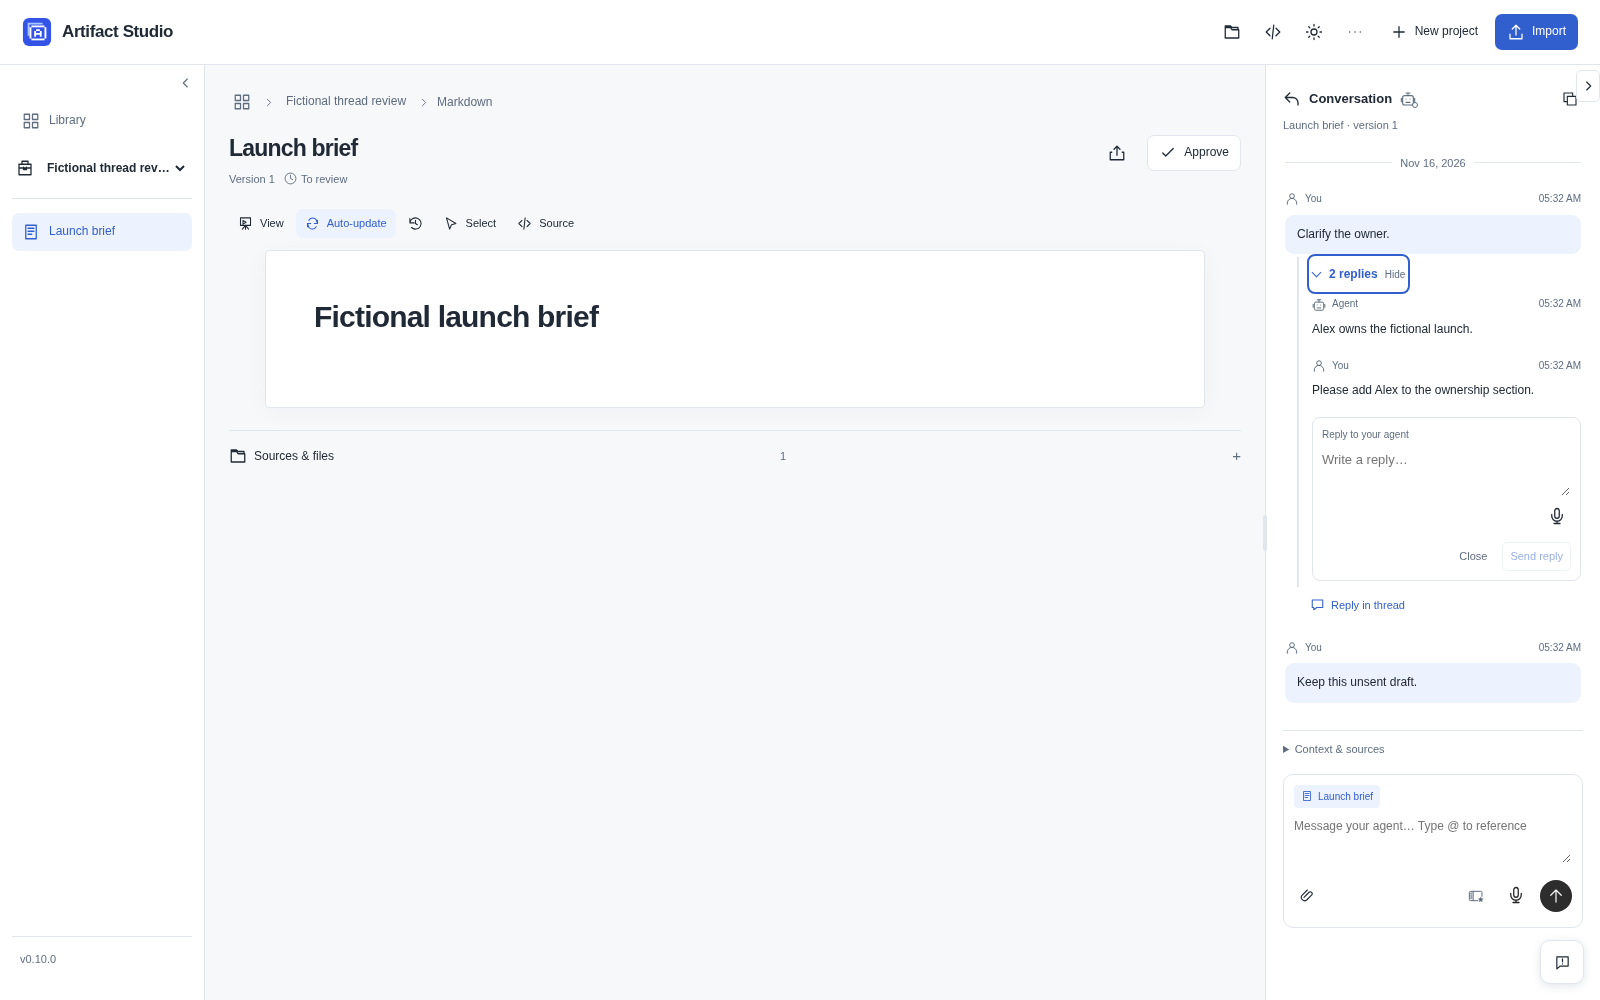 Artifact Studio
New project
Import
Library
Fictional thread rev…
Launch brief
v0.10.0
Fictional thread review
Markdown
Launch brief
Version 1
To review
Approve
View
Auto-update
Select
Source
Fictional launch brief
Sources & files
1
+
Conversation
Launch brief · version 1
Nov 16, 2026
You
05:32 AM
Clarify the owner.
2 replies
Hide
Agent
05:32 AM
Alex owns the fictional launch.
You
05:32 AM
Please add Alex to the ownership section.
Reply to your agent
Write a reply…
Close
Send reply
Reply in thread
You
05:32 AM
Keep this unsent draft.
Context & sources
Launch brief
Message your agent… Type @ to reference